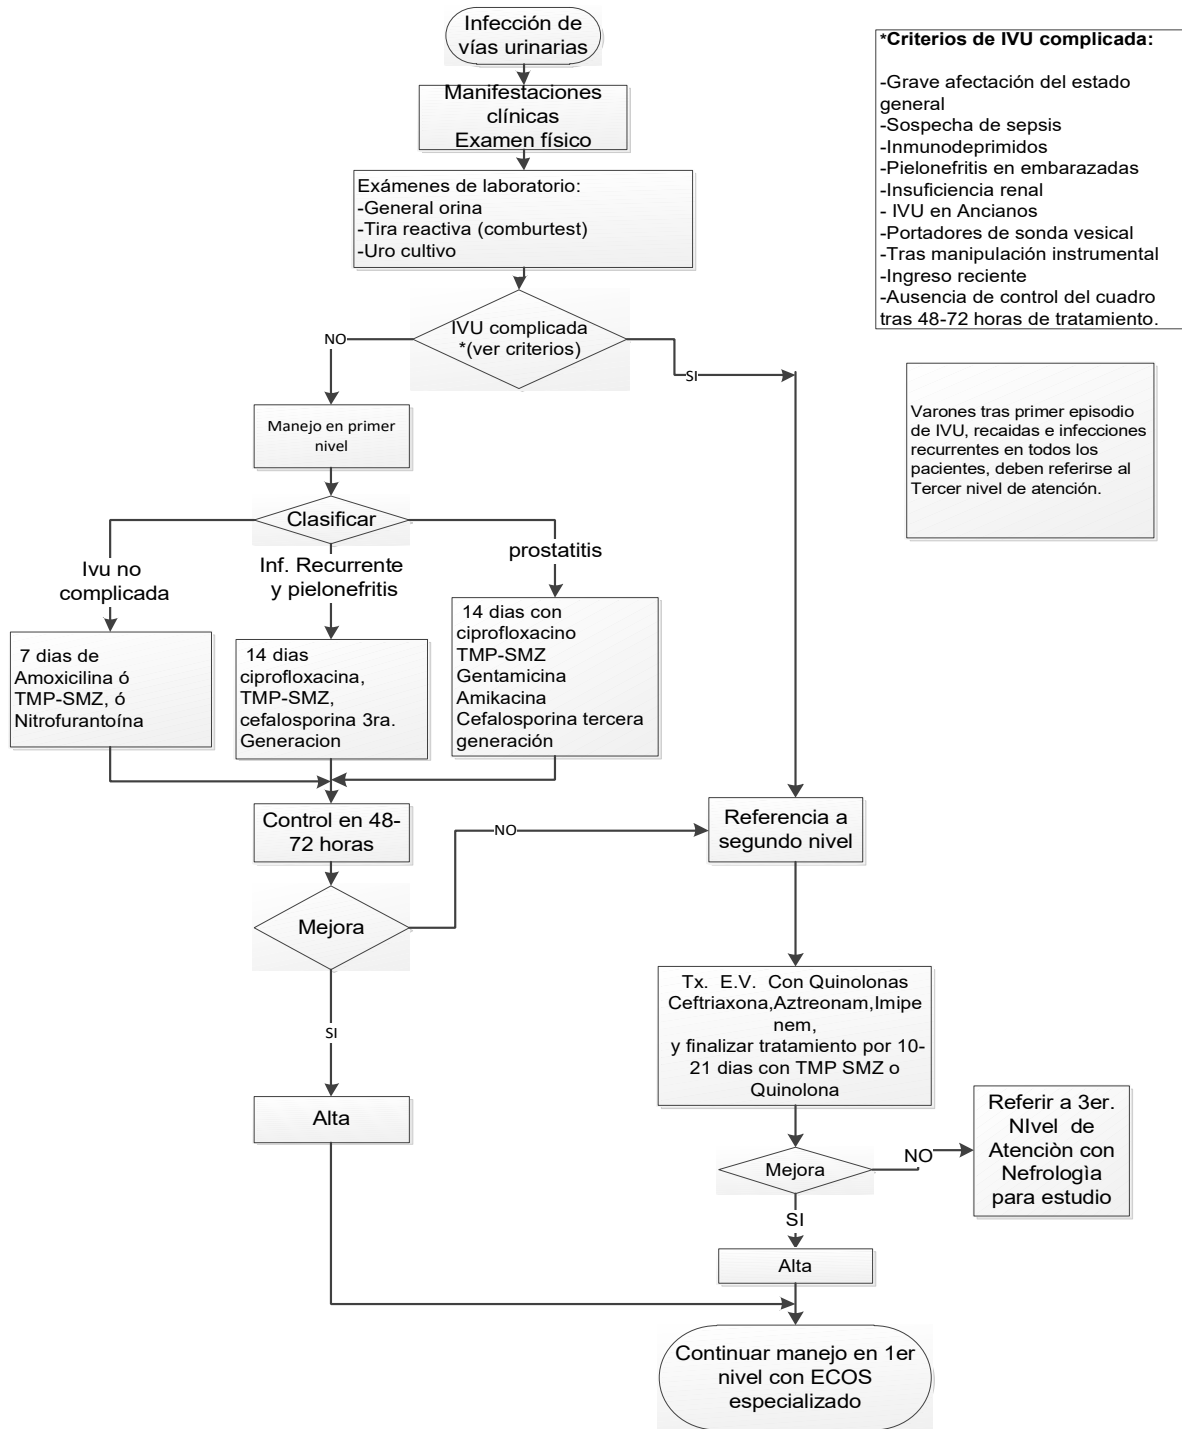 Infección de
vías urinarias
Manifestaciones
clínicas
Examen físico
Exámenes de laboratorio:
-General orina
-Tira reactiva (comburtest)
-Uro cultivo
IVU complicada
*(ver criterios)
NO
SI
*Criterios de IVU complicada:
-Grave afectación del estado
general
-Sospecha de sepsis
-Inmunodeprimidos
-Pielonefritis en embarazadas
-Insuficiencia renal
- IVU en Ancianos
-Portadores de sonda vesical
-Tras manipulación instrumental
-Ingreso reciente
-Ausencia de control del cuadro
tras 48-72 horas de tratamiento.
Varones tras primer episodio
de IVU, recaidas e infecciones
recurrentes en todos los
pacientes, deben referirse al
Tercer nivel de atención.
Manejo en primer
nivel
Clasificar
Ivu no
complicada
Inf. Recurrente
y pielonefritis
prostatitis
7 dias de
Amoxicilina ó
TMP-SMZ, ó
Nitrofurantoína
14 dias
ciprofloxacina,
TMP-SMZ,
cefalosporina 3ra.
Generacion
14 dias con
ciprofloxacino
TMP-SMZ
Gentamicina
Amikacina
Cefalosporina tercera
generación
Control en 48-
72 horas
NO
Referencia a
segundo nivel
Mejora
SI
Alta
Tx. E.V. Con Quinolonas
Ceftriaxona,Aztreonam,Imipe
nem,
y finalizar tratamiento por 10-
21 dias con TMP SMZ o
Quinolona
Mejora
NO
Referir a 3er.
NIvel de
Atenciòn con
Nefrologìa
para estudio
SI
Alta
Continuar manejo en 1er
nivel con ECOS
especializado